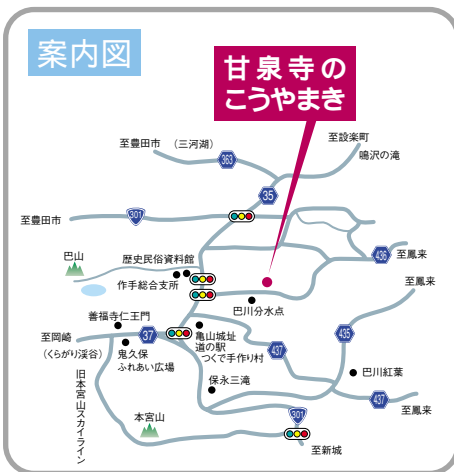 案内図
甘泉寺の
こうやまき
至豊田市
（三河湖）
363
至設楽町
鳴沢の滝
35
301
至豊田市
436
至鳳来
巴山
歴史民俗資料館
作手総合支所
至鳳来
巴川分水点
善福寺仁王門
至岡崎
37
亀山城址
道の駅
つくで手作り村
435
（くらがり渓谷）
鬼久保
ふれあい広場
437
巴川紅葉
保永三滝
437
至鳳来
旧本宮山スカイライン
本宮山
301
至新城